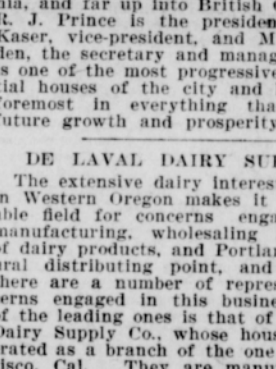 nia, and far up into British
R. J. Prince is the presiden
Kaser, vice-president, and M
den, the secretary and manag
s one of the most progressive
ial houses of the city and
foremost in everything tha
future growth and prosperity
DE LAVAL DAIRY SU
The extensive dairy interes
n Western Oregon makes it
ble field for concerns enga
manufacturing, wholesaling
of dairy products, and Portlan
ural distributing point, and
here are a number of repres
erns engaged in this busine
of the leading ones is that of
Dairy Supply Co., whose hous
rated as a branch of the one
isco, Cal. They are manu